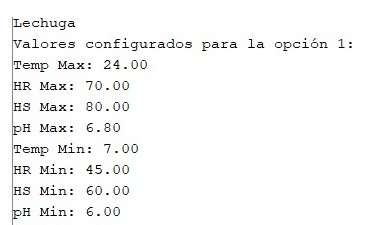 Lechuga
Valores configurados para la opción 1:
Temp Max: 24.00
HR Max: 70.00
HS Max: 80.00
pH Max: 6.80
Temp Min: 7.00
HR Min: 45.00
HS Min: 60.00
pH Min: 6.00